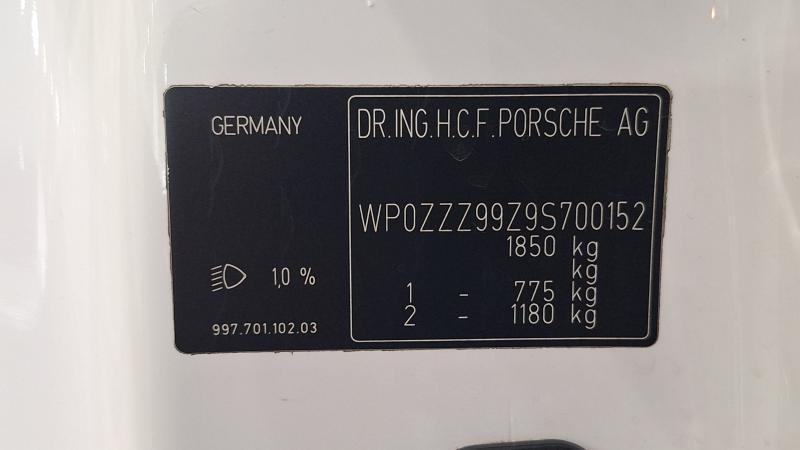 GERMANY
DR.ING.H.C.F.PORSCHE AG
WP0ZZZ99Z9S700152
1850 kg
kg
1,0 %
1 - 775 kg
2 - 1180 kg
997.701.102.03